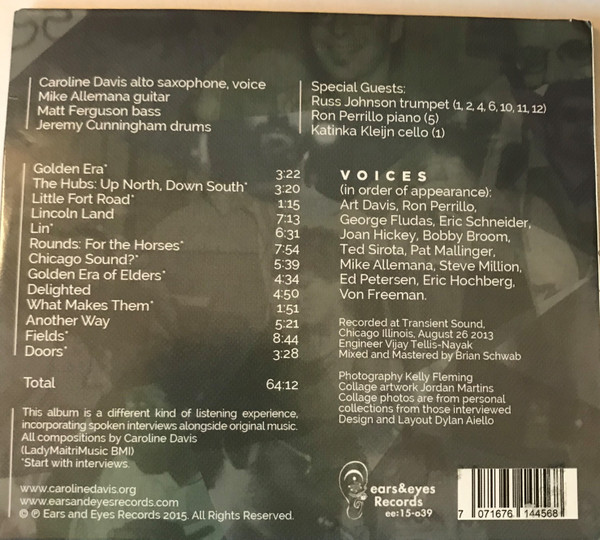 Caroline Davis alto saxophone, voice
Mike Allemana guitar
Matt Ferguson bass
Jeremy Cunningham drums
Special Guests:
Russ Johnson trumpet (1, 2, 4, 6, 10, 11, 12)
Ron Perrillo piano (5)
Katinka Kleijn cello (1)
Golden Era* 3:22
The Hubs: Up North, Down South* 3:20
Little Fort Road* 1:15
Lincoln Land 7:13
Lin* 6:31
Rounds: For the Horses* 7:54
Chicago Sound?* 5:39
Golden Era of Elders* 4:34
Delighted 4:50
What Makes Them* 1:51
Another Way 5:21
Fields* 8:44
Doors* 3:28
Total 64:12
This album is a different kind of listening experience,
incorporating spoken interviews alongside original music.
All compositions by Caroline Davis
(LadyMaitriMusic BMI)
*Start with interviews.
www.carolinedavis.org
www.earsandeyesrecords.com
© ℗ Ears and Eyes Records 2015. All Rights Reserved.
VOICES
(in order of appearance):
Art Davis, Ron Perrillo,
George Fludas, Eric Schneider,
Joan Hickey, Bobby Broom,
Ted Sirota, Pat Mallinger,
Mike Allemana, Steve Million,
Ed Petersen, Eric Hochberg,
Von Freeman.
Recorded at Transient Sound,
Chicago Illinois, August 26 2013
Engineer Vijay Tellis-Nayak
Mixed and Mastered by Brian Schwab
Photography Kelly Fleming
Collage artwork Jordan Martins
Collage photos are from personal
collections from those interviewed
Design and Layout Dylan Aiello
ears&eyes
Records
ee:15-039
7 071676 144568